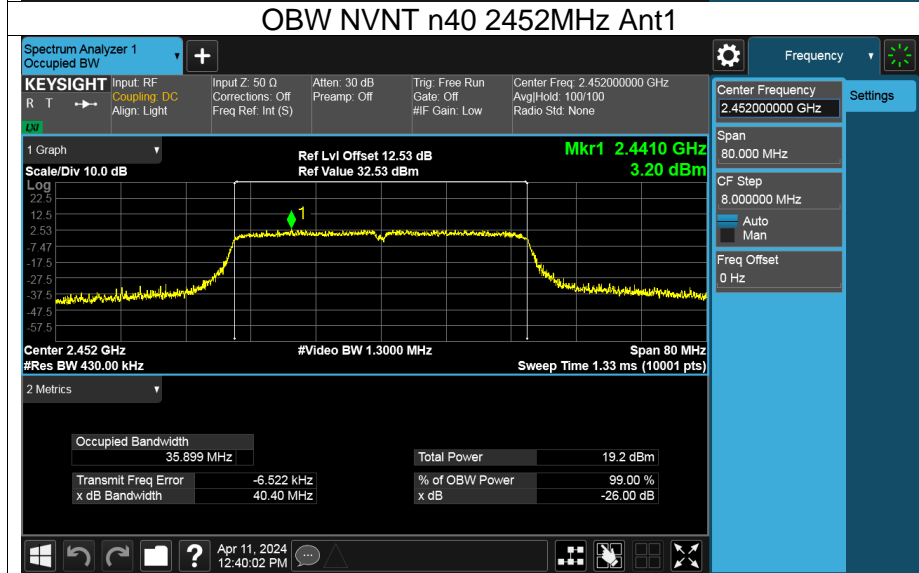 OBW NVNT n40 2452MHz Ant1
Spectrum Analyzer 1
Occupied BW
+
Frequency
KEYSIGHT
R T
LXI
Input: RF
Coupling: DC
Align: Light
Input Z: 50 Ω
Corrections: Off
Freq Ref: Int (S)
Atten: 30 dB
Preamp: Off
Trig: Free Run
Gate: Off
#IF Gain: Low
Center Freq: 2.452000000 GHz
Avg|Hold: 100/100
Radio Std: None
Center Frequency
2.452000000 GHz
Settings
Span
80.000 MHz
CF Step
8.000000 MHz
Auto
Man
Freq Offset
0 Hz
1 Graph
Scale/Div 10.0 dB
Ref Lvl Offset 12.53 dB
Ref Value 32.53 dBm
Mkr1 2.4410 GHz
3.20 dBm
Log
22.5
12.5
2.53
-7.47
-17.5
-27.5
-37.5
-47.5
-57.5
1
Center 2.452 GHz
#Res BW 430.00 kHz
#Video BW 1.3000 MHz
Span 80 MHz
Sweep Time 1.33 ms (10001 pts)
2 Metrics
Occupied Bandwidth
35.899 MHz
Total Power 19.2 dBm
Transmit Freq Error -6.522 kHz
% of OBW Power 99.00 %
x dB Bandwidth 40.40 MHz
x dB -26.00 dB
?
Apr 11, 2024
12:40:02 PM